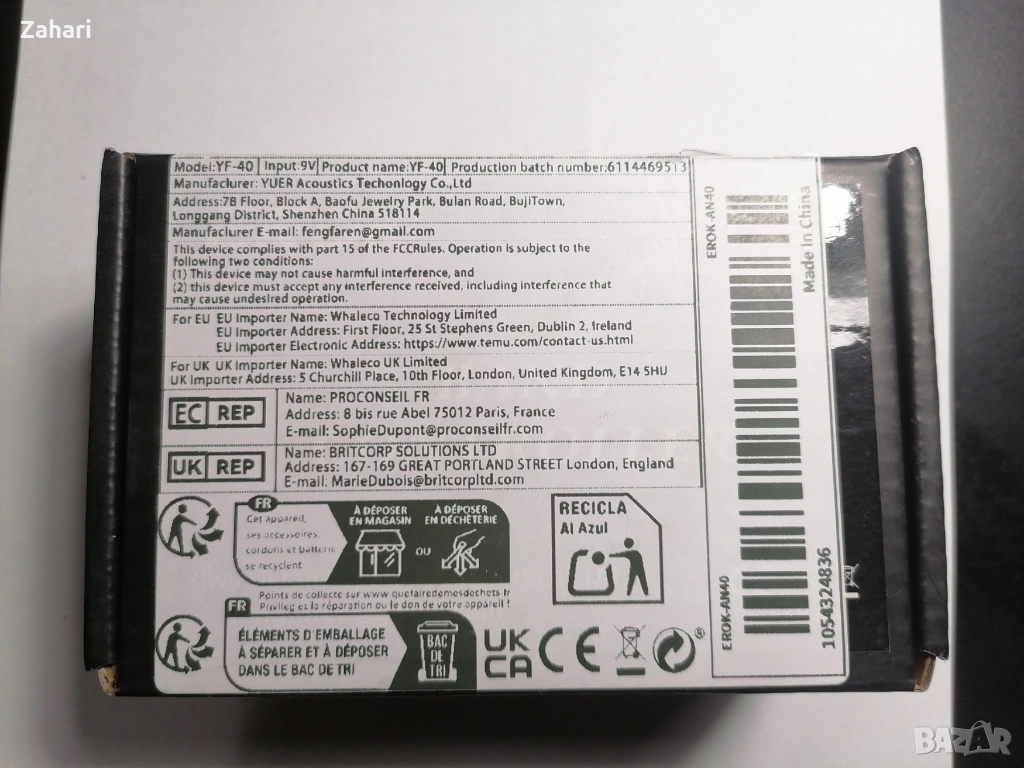 Zahari
Model:YF-40 Input:9V Product name:YF-40 Production batch number:6114469513
Manufacturer: YUER Acoustics Techonlogy Co.,Ltd
Address:7B Floor, Block A, Baofu Jewelry Park, Bulan Road, BujiTown,
Longgang District, Shenzhen China 518114
Manufacturer E-mail: fengfaren@gmail.com
This device complies with part 15 of the FCCRules. Operation is subject to the
following two conditions:
(1) This device may not cause harmful interference, and
(2) this device must accept any interference received, including interference that
may cause undesired operation.
For EU EU Importer Name: Whaleco Technology Limited
EU Importer Address: First Floor, 25 St Stephens Green, Dublin 2, Ireland
EU Importer Electronic Address: https://www.temu.com/contact-us.html
For UK UK Importer Name: Whaleco UK Limited
UK Importer Address: 5 Churchill Place, 10th Floor, London, United Kingdom, E14 5HU
EC REP
Name: PROCONSEIL FR
Address: 8 bis rue Abel 75012 Paris, France
E-mail: SophieDupont@proconseilfr.com
UK REP
Name: BRITCORP SOLUTIONS LTD
Address: 167-169 GREAT PORTLAND STREET London, England
E-mail: MarieDubois@britcorpltd.com
FR
Cet appareil,
ses accessoires,
cordons et batterie
se recyclent
À DÉPOSER
EN MAGASIN
OU
À DÉPOSER
EN DÉCHÈTERIE
Points de collecte sur www.quefairedemesdechets.fr
Privilégiez la réparation ou le don de votre appareil !
RECICLA
Al Azul
FR
ÉLÉMENTS D'EMBALLAGE
À SÉPARER ET À DÉPOSER
DANS LE BAC DE TRI
BAC
DE
TRI
UK
CA
CE
®
EROK-AN40
EROK-AN40
Made In China
1054324836
BAZAR